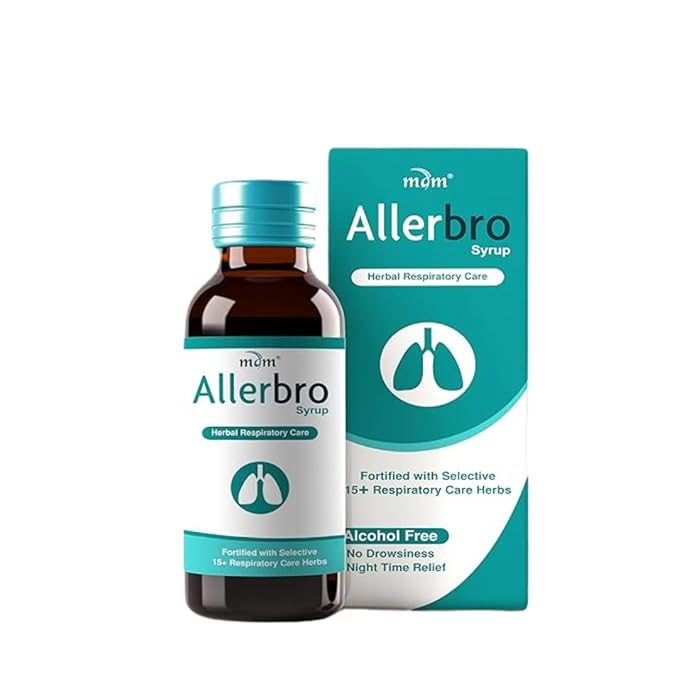 mdm®
Allerbro
Syrup
Herbal Respiratory Care
Fortified with Selective
15+ Respiratory Care Herbs
mdm®
Allerbro
Syrup
Herbal Respiratory Care
Fortified with Selective
15+ Respiratory Care Herbs
Alcohol Free
No Drowsiness
Night Time Relief